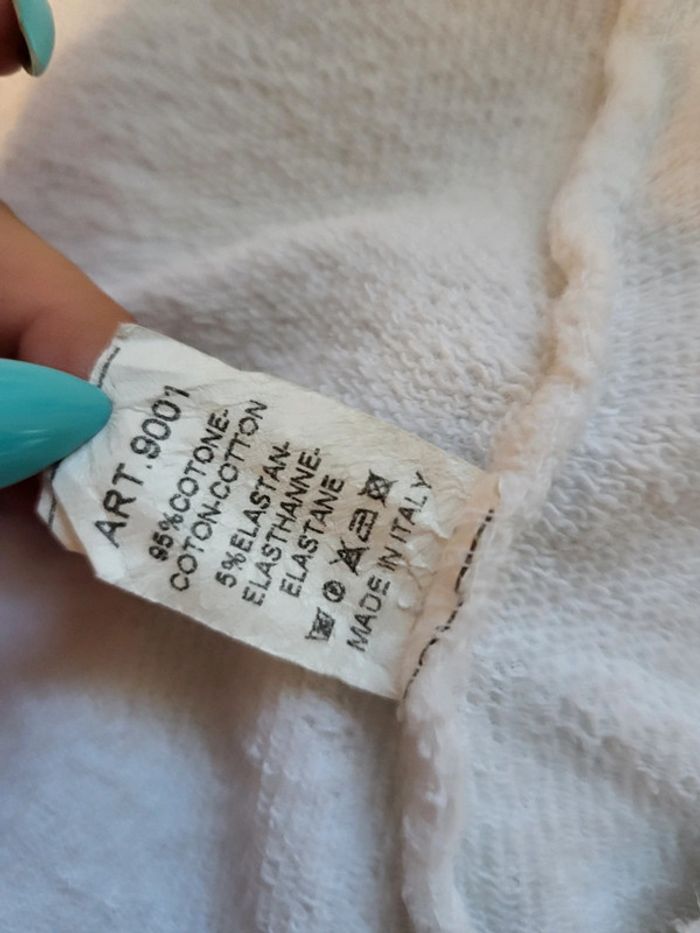 ART.9001
95%COTONE-
COTON-COTTON
5%ELASTAN-
ELASTHANNE-
ELASTANE
MADE IN ITALY